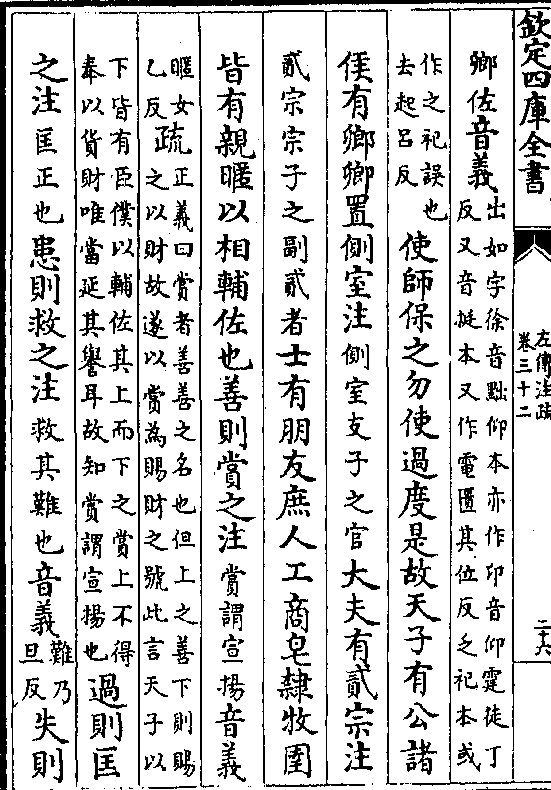 欽定四庫全書
左傳注疏
卷三十二
二十六
卿佐音義
出如字徐音黜仰本亦作卬音仰霆徒丁
反又音挺本又作電匱其位反乏祀本或
作之祀誤也
去起呂反
使師保之勿使過度是故天子有公諸
侯有卿卿置側室注側室支子之官大夫有貳宗注
貳宗宗子之副貳者士有朋友庶人工商皂隸牧圉
皆有親暱以相輔佐也善則賞之注賞謂宣揚音義
暱女
乙反
疏
正義曰賞者善善之名也但上之善下則賜
之以財故遂以賞為賜財之號此言天子以
下皆有臣僕以輔佐其上而下之賞上不得
奉以貨財唯當延其譽耳故知賞謂宣揚也
過則匡
之注匡正也患則救之注救其難也音義
難乃
旦反
失則